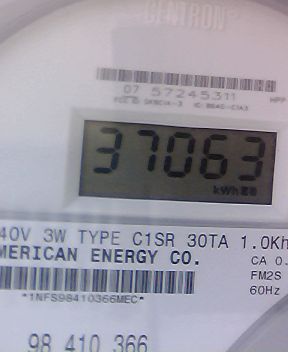 CENTRON®
07 57245311
37063
kWh
40V 3W TYPE C1SR 30TA 1.0Kh
MERICAN ENERGY CO.
CA 0.
FM2S
60Hz
*1NFS98410366MEC*
98 410 366